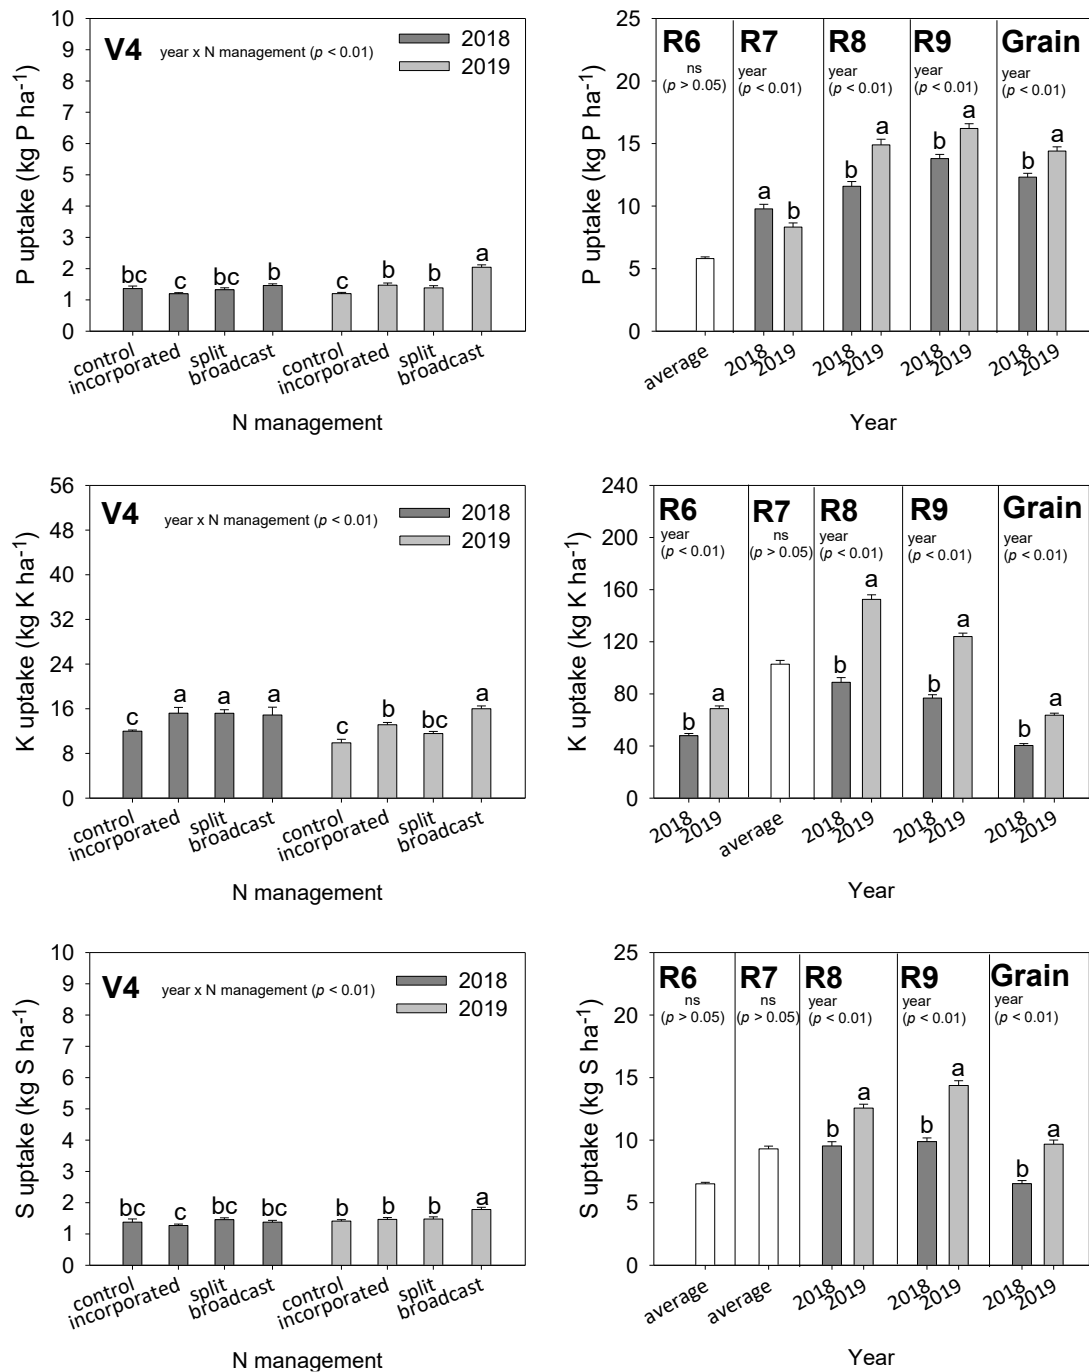 P uptake (kg P ha-1)
10
9
8
7
6
5
4
3
2
1
0
V4 year x N management (p < 0.01)
2018
2019
bc c bc b c b b a
control incorporated split broadcast control incorporated split broadcast
N management
P uptake (kg P ha-1)
25
20
15
10
5
0
R6 R7 R8 R9 Grain
ns year year year year
(p > 0.05) (p < 0.01) (p < 0.01) (p < 0.01) (p < 0.01)
a b b a b a b a
average 2018 2019 2018 2019 2018 2019 2018 2019
Year
K uptake (kg K ha-1)
56
48
40
32
24
16
8
0
V4 year x N management (p < 0.01)
2018
2019
c a a a c b bc a
control incorporated split broadcast control incorporated split broadcast
N management
K uptake (kg K ha-1)
240
200
160
120
80
40
0
R6 R7 R8 R9 Grain
year ns year year year
(p < 0.01) (p > 0.05) (p < 0.01) (p < 0.01) (p < 0.01)
b a b a b a b a
2018 2019 average 2018 2019 2018 2019 2018 2019
Year
S uptake (kg S ha-1)
10
9
8
7
6
5
4
3
2
1
0
V4 year x N management (p < 0.01)
2018
2019
bc c bc bc b b b a
control incorporated split broadcast control incorporated split broadcast
N management
S uptake (kg S ha-1)
25
20
15
10
5
0
R6 R7 R8 R9 Grain
ns ns year year year
(p > 0.05) (p > 0.05) (p < 0.01) (p < 0.01) (p < 0.01)
b a b a b a
average average 2018 2019 2018 2019 2018 2019
Year